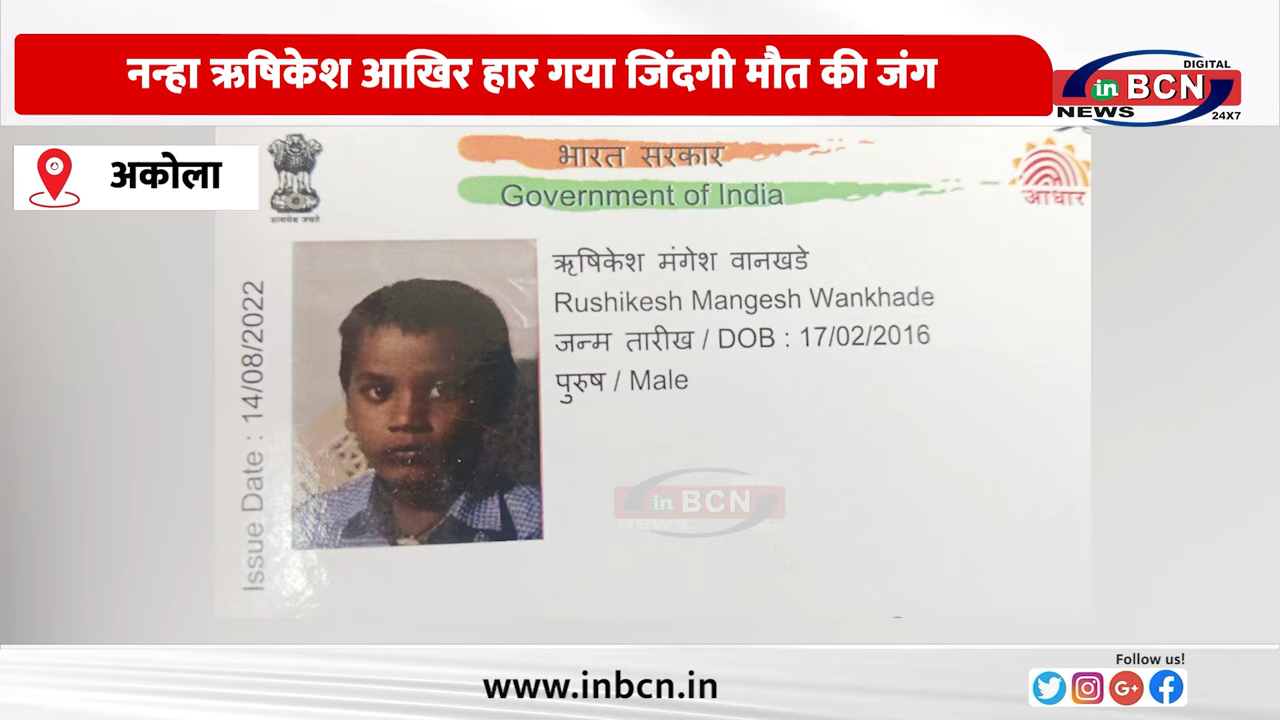 नन्हा ऋषिकेश आखिर हार गया जिंदगी मौत की जंग
DIGITAL
in BCN
NEWS
24X7
अकोला
भारत सरकार
Government of India
सत्यमेव जयते
आधार
ऋषिकेश मंगेश वानखडे
Rushikesh Mangesh Wankhade
जन्म तारीख / DOB : 17/02/2016
पुरुष / Male
Issue Date : 14/08/2022
in BCN
NEWS
Follow us!
www.inbcn.in